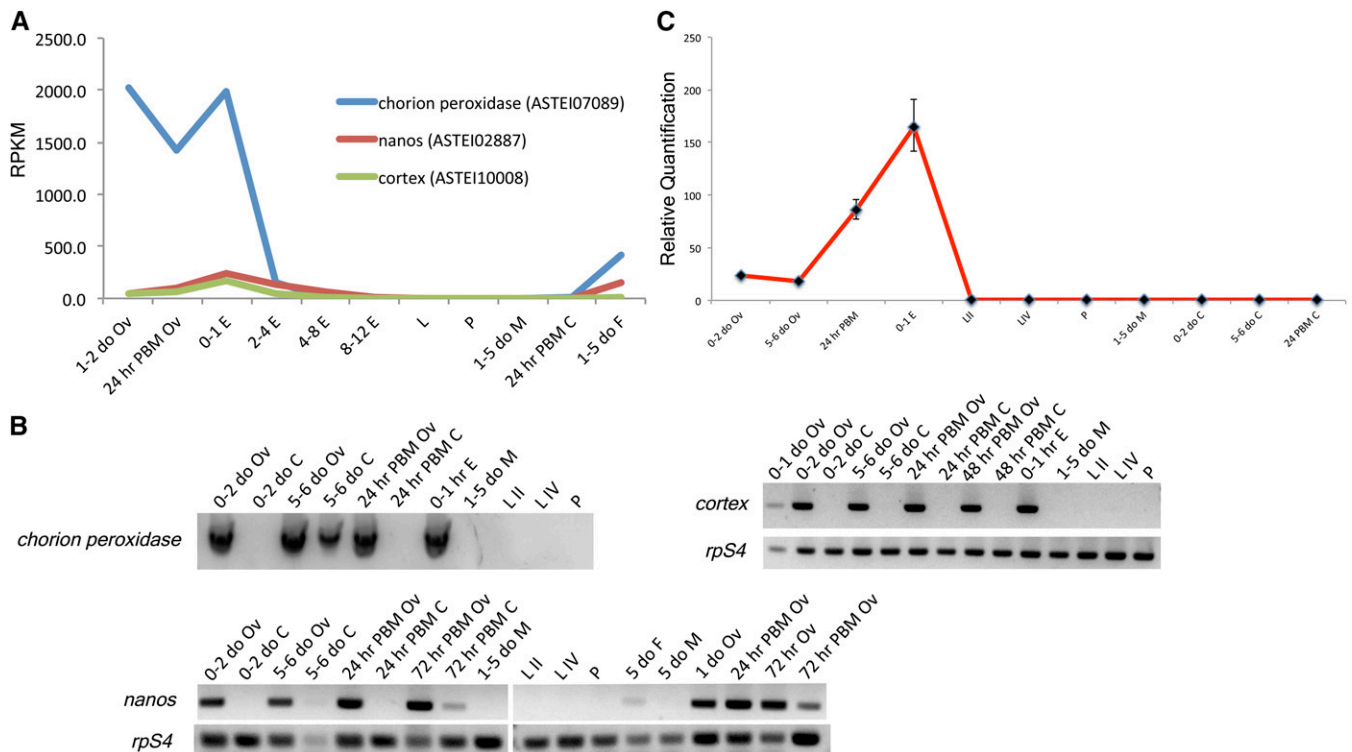 A
RPKM
2500.0
2000.0
1500.0
1000.0
500.0
0.0
chorion peroxidase (ASTEI07089)
nanos (ASTEI02887)
cortex (ASTEI10008)
1-2 do Ov
24 hr PBM Ov
0-1 E
2-4 E
4-8 E
8-12 E
L
P
1-5 do M
24 hr PBM C
1-5 do F
C
Relative Quantification
250
200
150
100
50
0
0-2 do Ov
5-6 do Ov
24 hr PBM
0-1 E
LII
LIV
P
1-5 do M
0-2 do C
5-6 do C
24 PBM C
B
0-2 do Ov
0-2 do C
5-6 do Ov
5-6 do C
24 hr PBM Ov
24 hr PBM C
0-1 hr E
1-5 do M
L II
L IV
P
chorion peroxidase
0-1 do Ov
0-2 do Ov
0-2 do C
5-6 do Ov
5-6 do C
24 hr PBM Ov
24 hr PBM C
48 hr PBM Ov
48 hr PBM C
0-1 hr E
1-5 do M
L II
L IV
P
cortex
rpS4
0-2 do Ov
0-2 do C
5-6 do Ov
5-6 do C
24 hr PBM Ov
24 hr PBM C
72 hr PBM Ov
72 hr PBM C
1-5 do M
L II
L IV
P
5 do F
5 do M
1 do Ov
24 hr PBM Ov
72 hr Ov
72 hr PBM Ov
nanos
rpS4